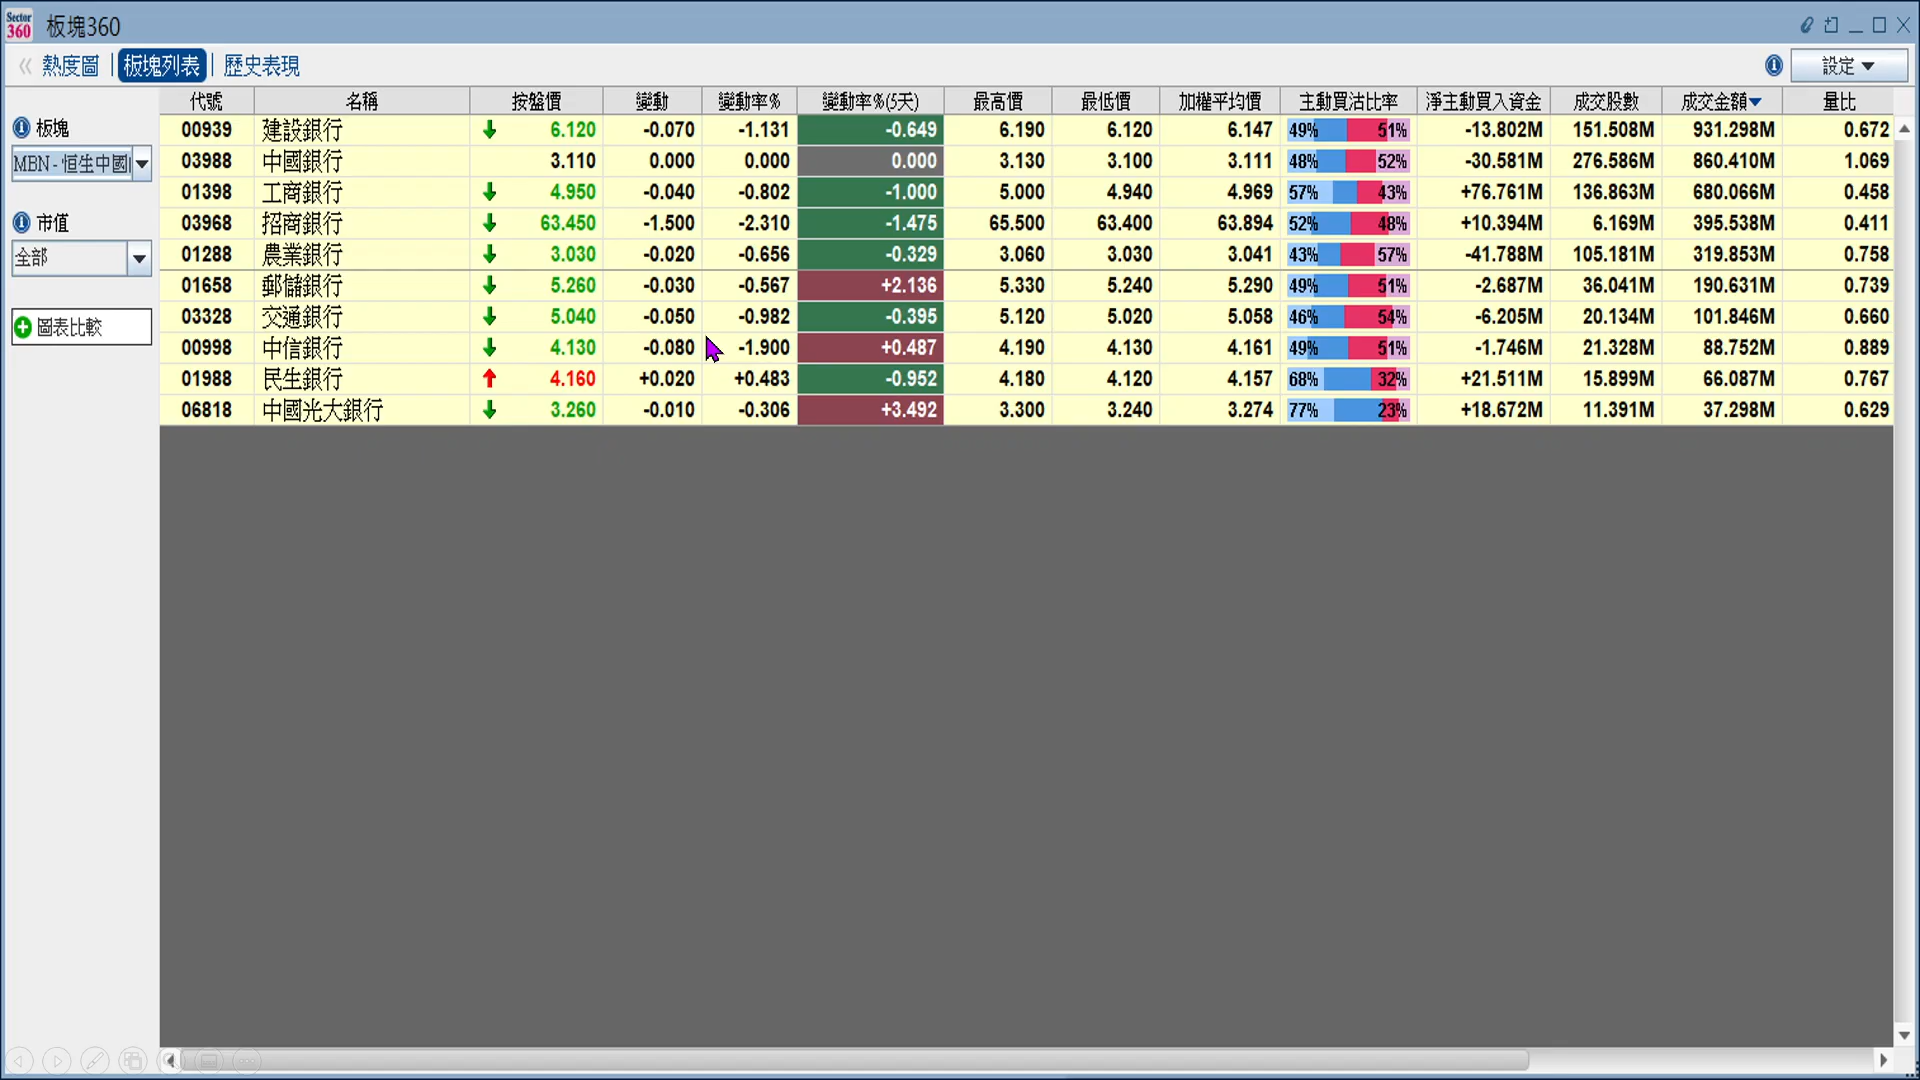 Sector 360 板塊360
熱度圖 板塊列表 歷史表現 設定
代號 名稱 按盤價 變動 變動率% 變動率%(5天) 最高價 最低價 加權平均價 主動買沽比率 淨主動買入資金 成交股數 成交金額 量比
00939 建設銀行 6.120 -0.070 -1.131 -0.649 6.190 6.120 6.147 49% 51% -13.802M 151.508M 931.298M 0.672
03988 中國銀行 3.110 0.000 0.000 0.000 3.130 3.100 3.111 48% 52% -30.581M 276.586M 860.410M 1.069
01398 工商銀行 4.950 -0.040 -0.802 -1.000 5.000 4.940 4.969 57% 43% +76.761M 136.863M 680.066M 0.458
03968 招商銀行 63.450 -1.500 -2.310 -1.475 65.500 63.400 63.894 52% 48% +10.394M 6.169M 395.538M 0.411
01288 農業銀行 3.030 -0.020 -0.656 -0.329 3.060 3.030 3.041 43% 57% -41.788M 105.181M 319.853M 0.758
01658 郵儲銀行 5.260 -0.030 -0.567 +2.136 5.330 5.240 5.290 49% 51% -2.687M 36.041M 190.631M 0.739
03328 交通銀行 5.040 -0.050 -0.982 -0.395 5.120 5.020 5.058 46% 54% -6.205M 20.134M 101.846M 0.660
00998 中信銀行 4.130 -0.080 -1.900 +0.487 4.190 4.130 4.161 49% 51% -1.746M 21.328M 88.752M 0.889
01988 民生銀行 4.160 +0.020 +0.483 -0.952 4.180 4.120 4.157 68% 32% +21.511M 15.899M 66.087M 0.767
06818 中國光大銀行 3.260 -0.010 -0.306 +3.492 3.300 3.240 3.274 77% 23% +18.672M 11.391M 37.298M 0.629
板塊
MBN - 恒生中國
市值
全部
圖表比較